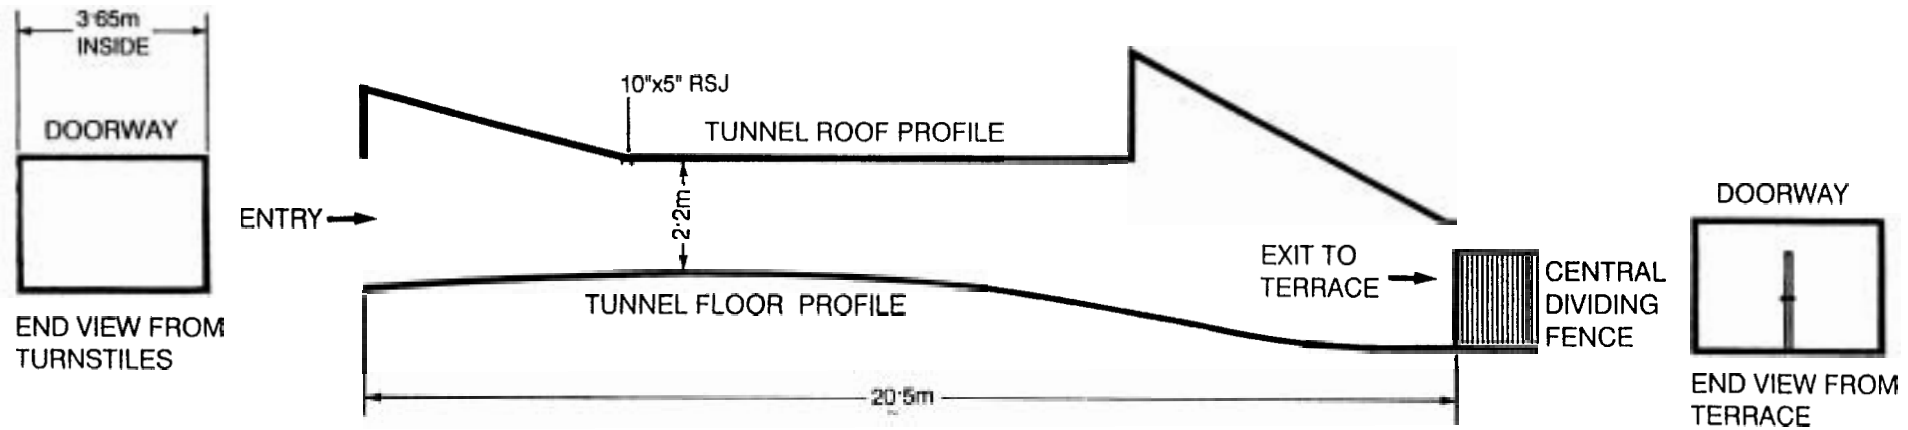 3·65m
INSIDE
DOORWAY
END VIEW FROM
TURNSTILES
ENTRY
10"x5" RSJ
TUNNEL ROOF PROFILE
2·2m
TUNNEL FLOOR PROFILE
20·5m
EXIT TO
TERRACE
CENTRAL
DIVIDING
FENCE
DOORWAY
END VIEW FROM
TERRACE